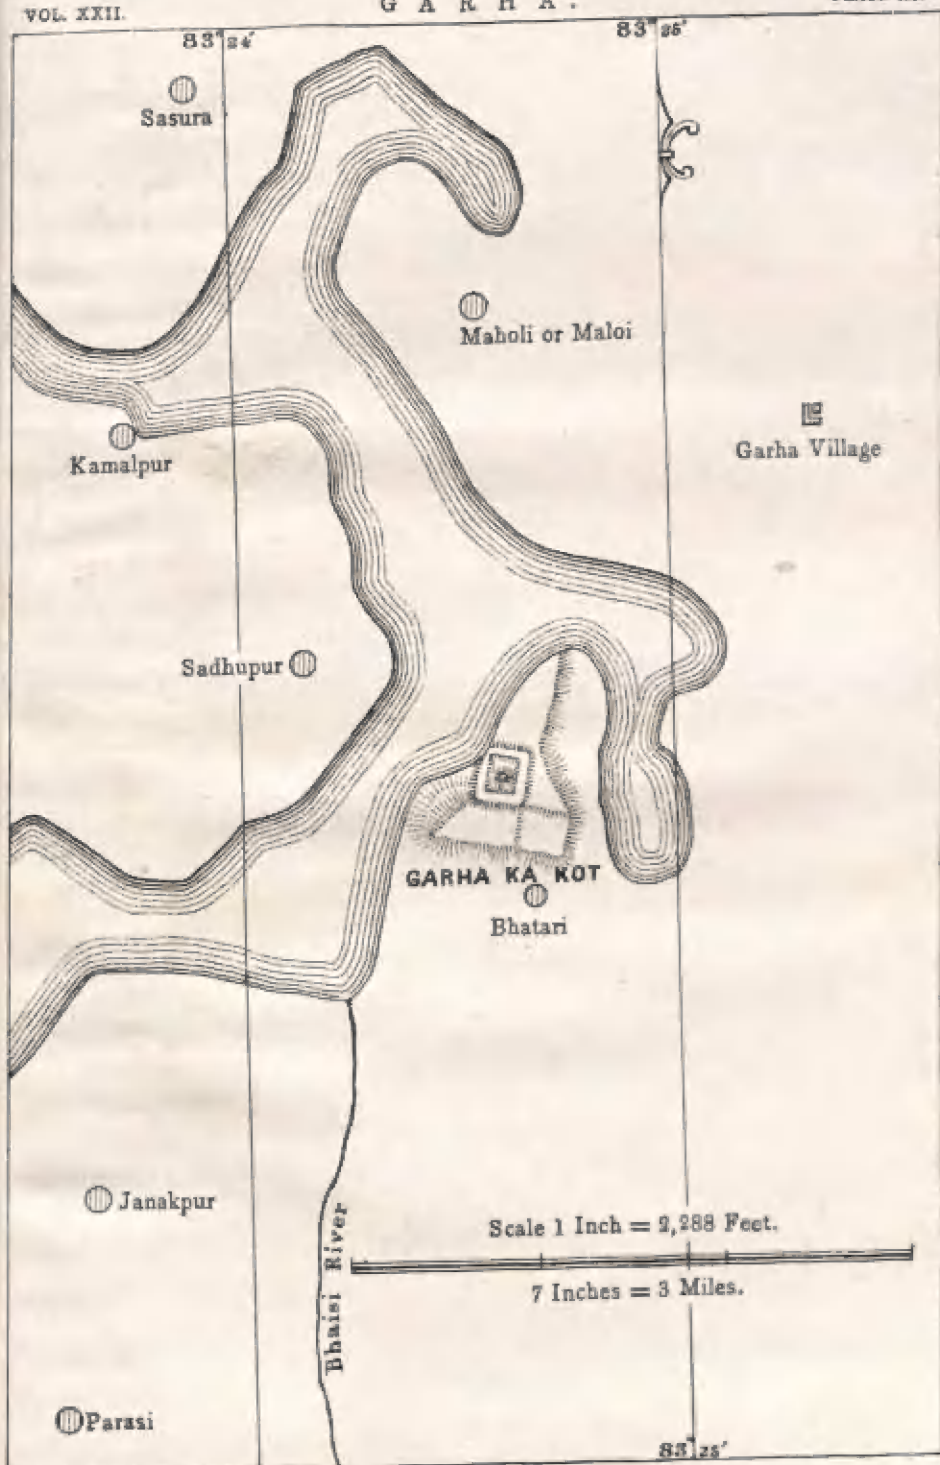 VOL. XXII.
GARHA.
83° 24′
83° 25′
Sasura
Maholi or Maloi
Garha Village
Kamalpur
Sadhupur
GARHA KA KOT
Bhatari
Janakpur
Scale 1 Inch = 2,288 Feet.
7 Inches = 3 Miles.
Bhaisi River
Parasi
83° 25′